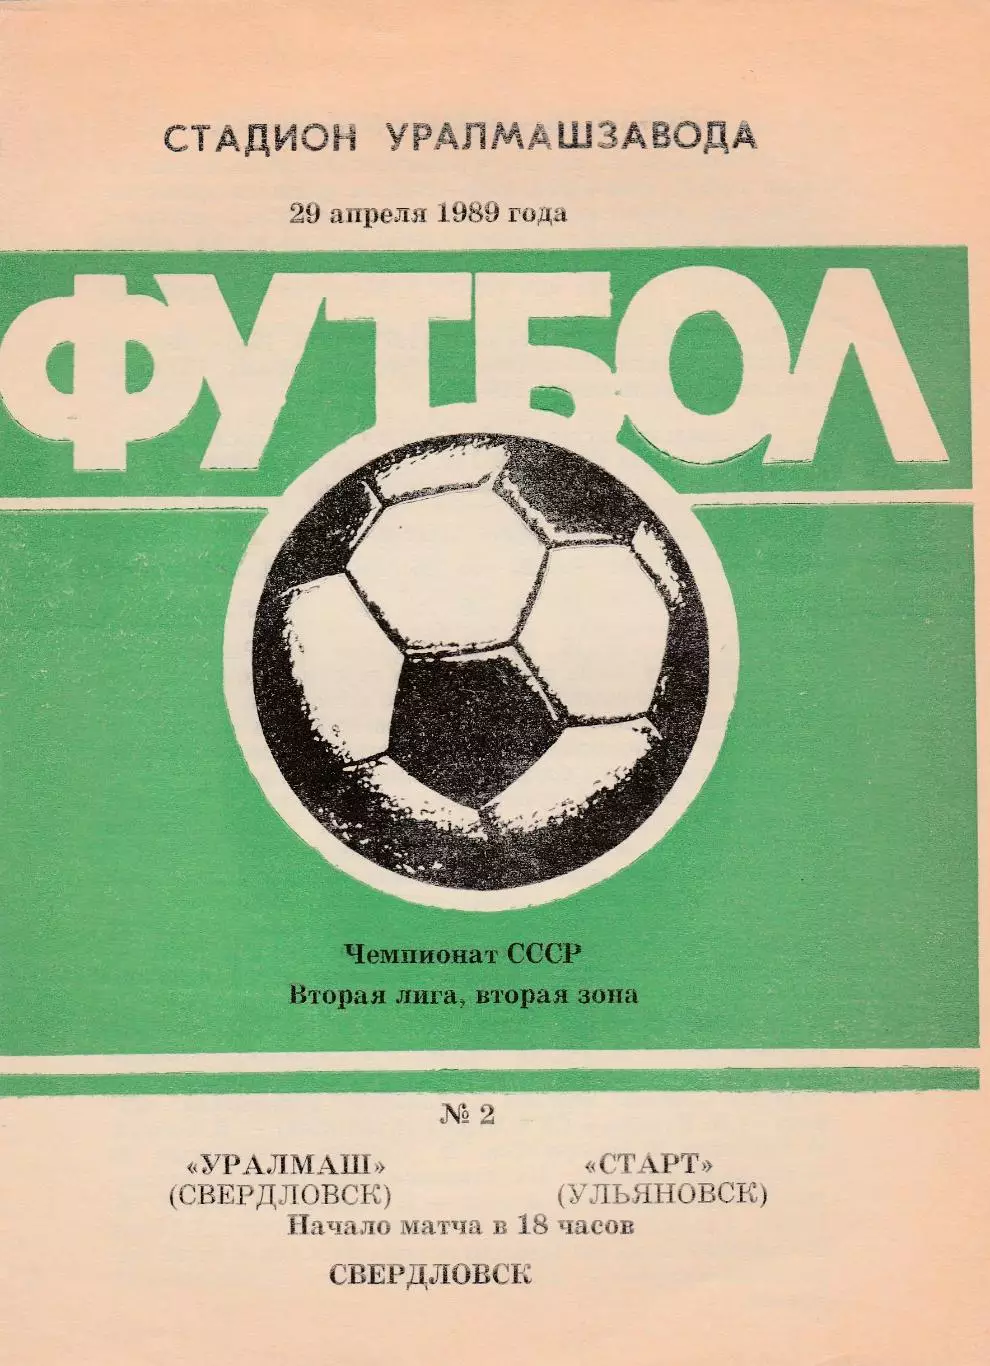 СТАДИОН УРАЛМАШЗАВОДА
29 апреля 1989 года
ФУТБОЛ
Чемпионат СССР
Вторая лига, вторая зона
№ 2
«УРАЛМАШ» «СТАРТ»
(СВЕРДЛОВСК) (УЛЬЯНОВСК)
Начало матча в 18 часов
СВЕРДЛОВСК